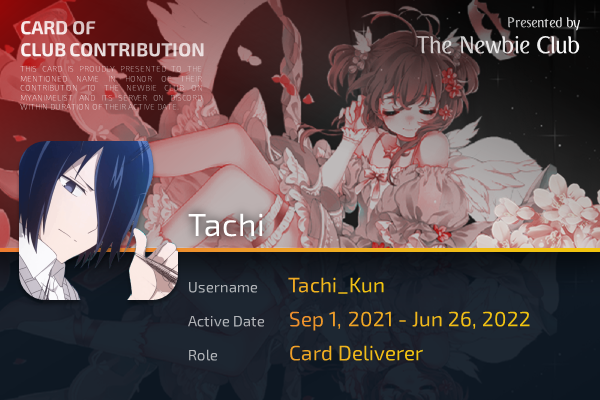 CARD OF
CLUB CONTRIBUTION
THIS CARD IS PROUDLY PRESENTED TO THE
MENTIONED NAME IN HONOR OF THEIR
CONTRIBUTION TO THE NEWBIE CLUB ON
MYANIMELIST AND ITS SERVER ON DISCORD
WITHIN DURATION OF THEIR ACTIVE DATE
Presented by
The Newbie Club
Tachi
Username Tachi_Kun
Active Date Sep 1, 2021 - Jun 26, 2022
Role Card Deliverer